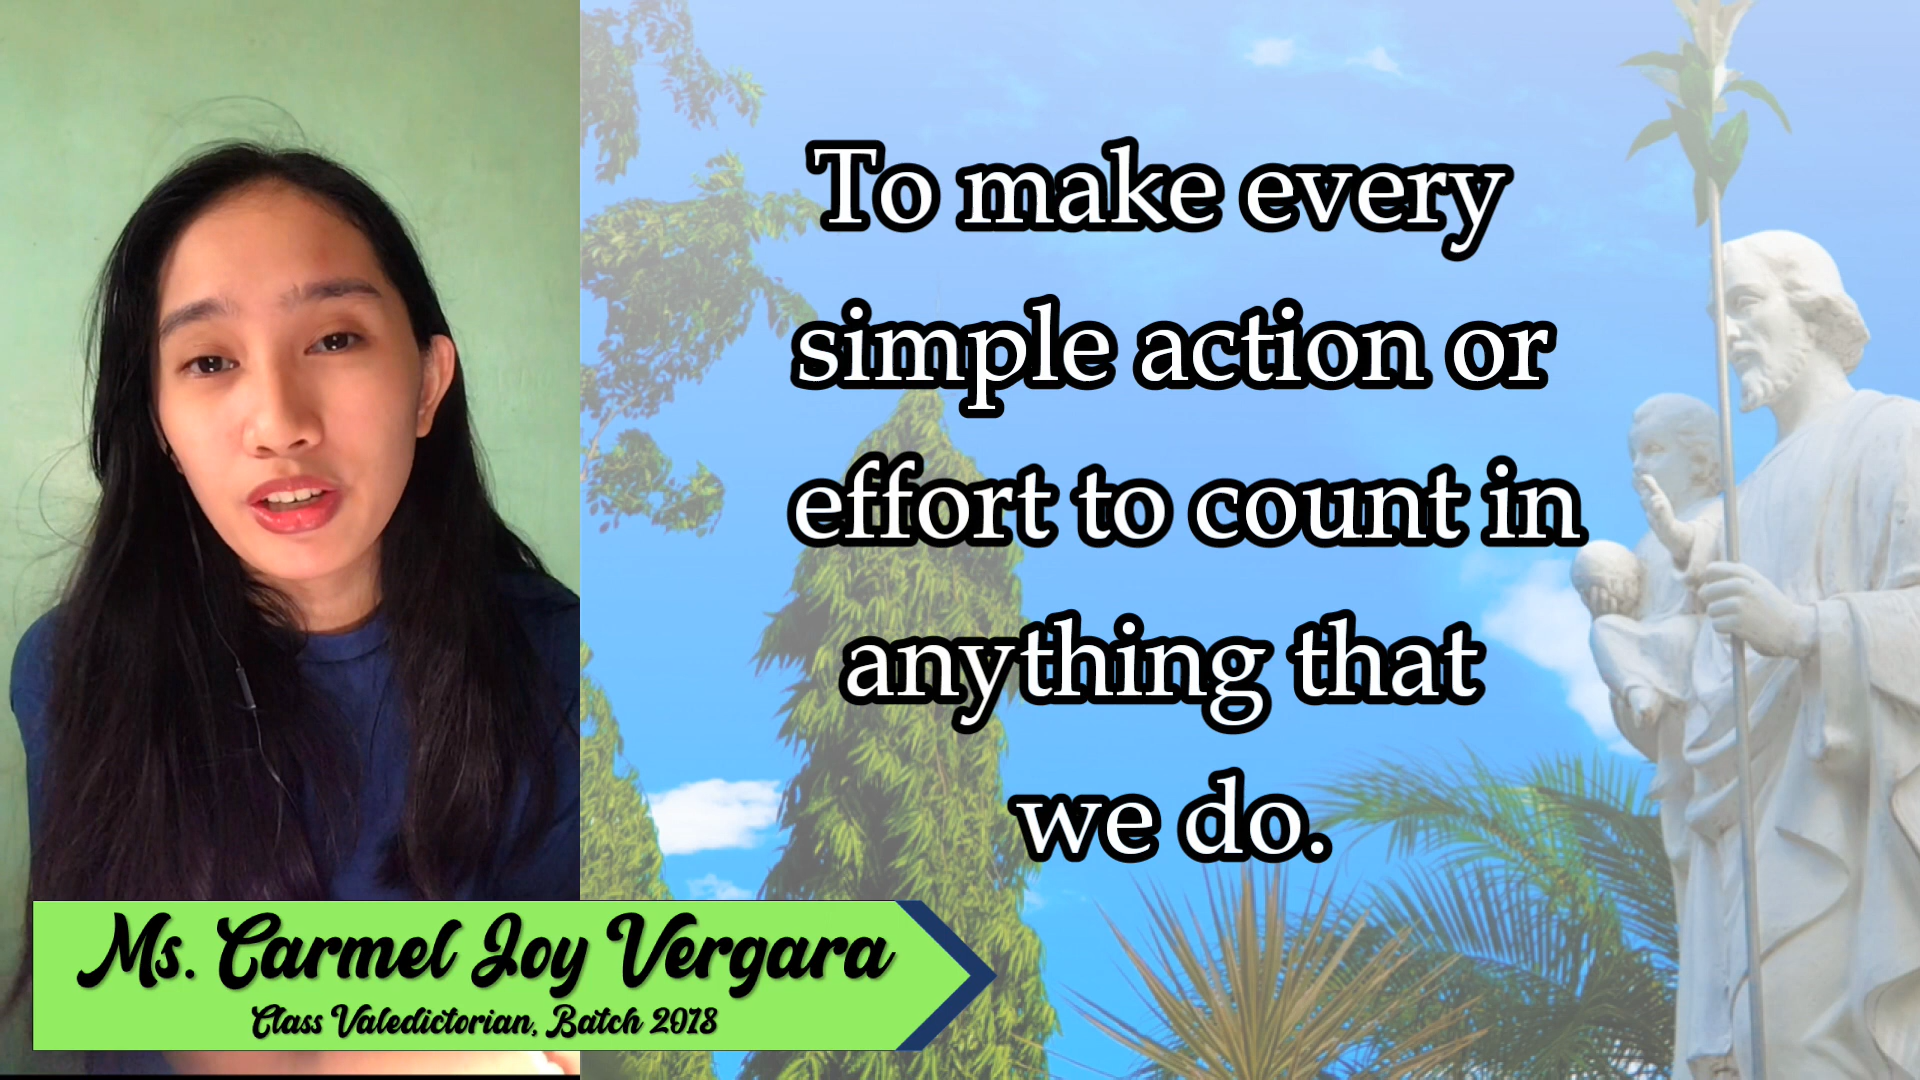 To make every
simple action or
effort to count in
anything that
we do.
Ms. Carmel Joy Vergara
Class Valedictorian, Batch 2018